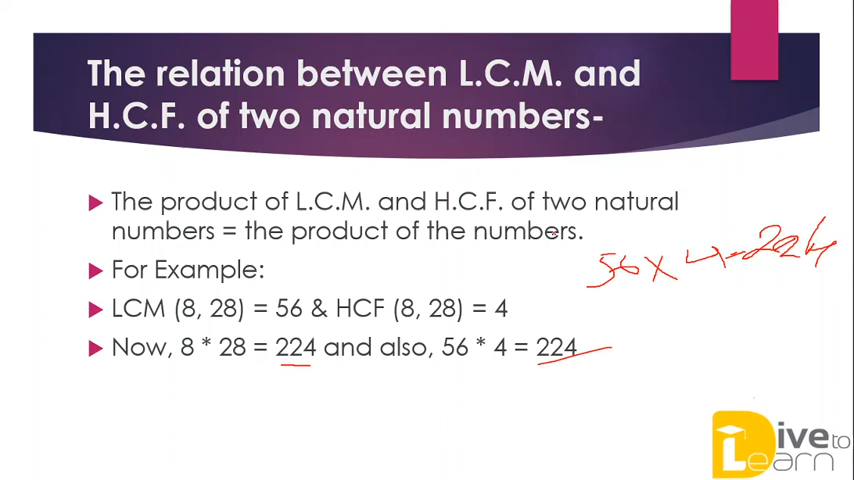 The relation between L.C.M. and
H.C.F. of two natural numbers-
The product of L.C.M. and H.C.F. of two natural
numbers = the product of the numbers.
For Example:
LCM (8, 28) = 56 & HCF (8, 28) = 4
Now, 8 * 28 = 224 and also, 56 * 4 = 224
56 x 4 = 224
Dive to
Learn